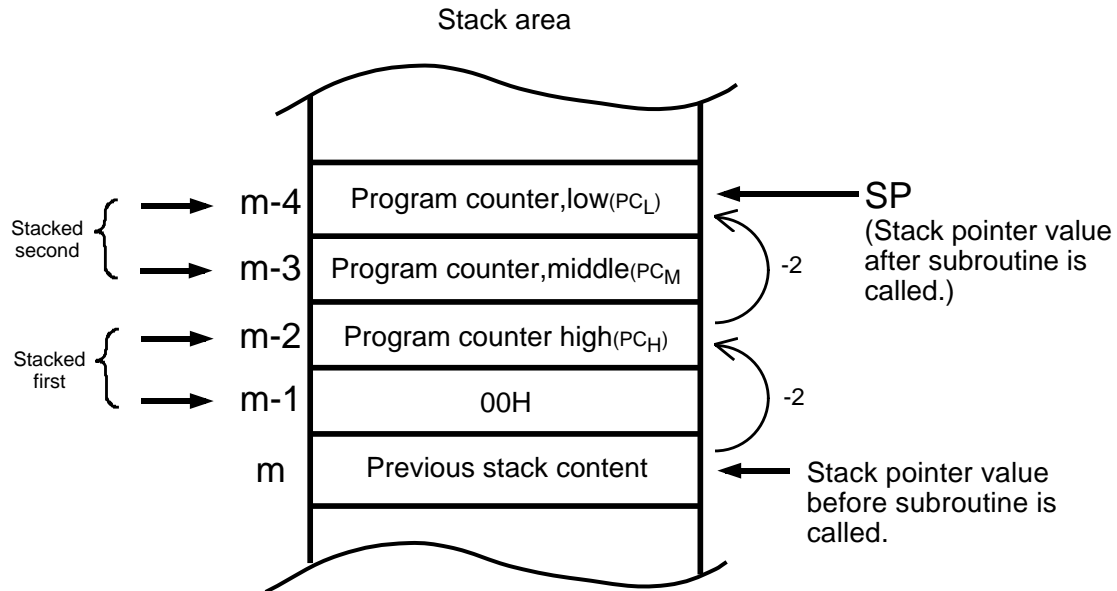 Stack area
m-4
Program counter,low(PCL)
SP
(Stack pointer value
after subroutine is
called.)
Stacked
second
m-3
Program counter,middle(PCM
-2
m-2
Program counter high(PCH)
Stacked
first
m-1
00H
-2
m
Previous stack content
Stack pointer value
before subroutine is
called.